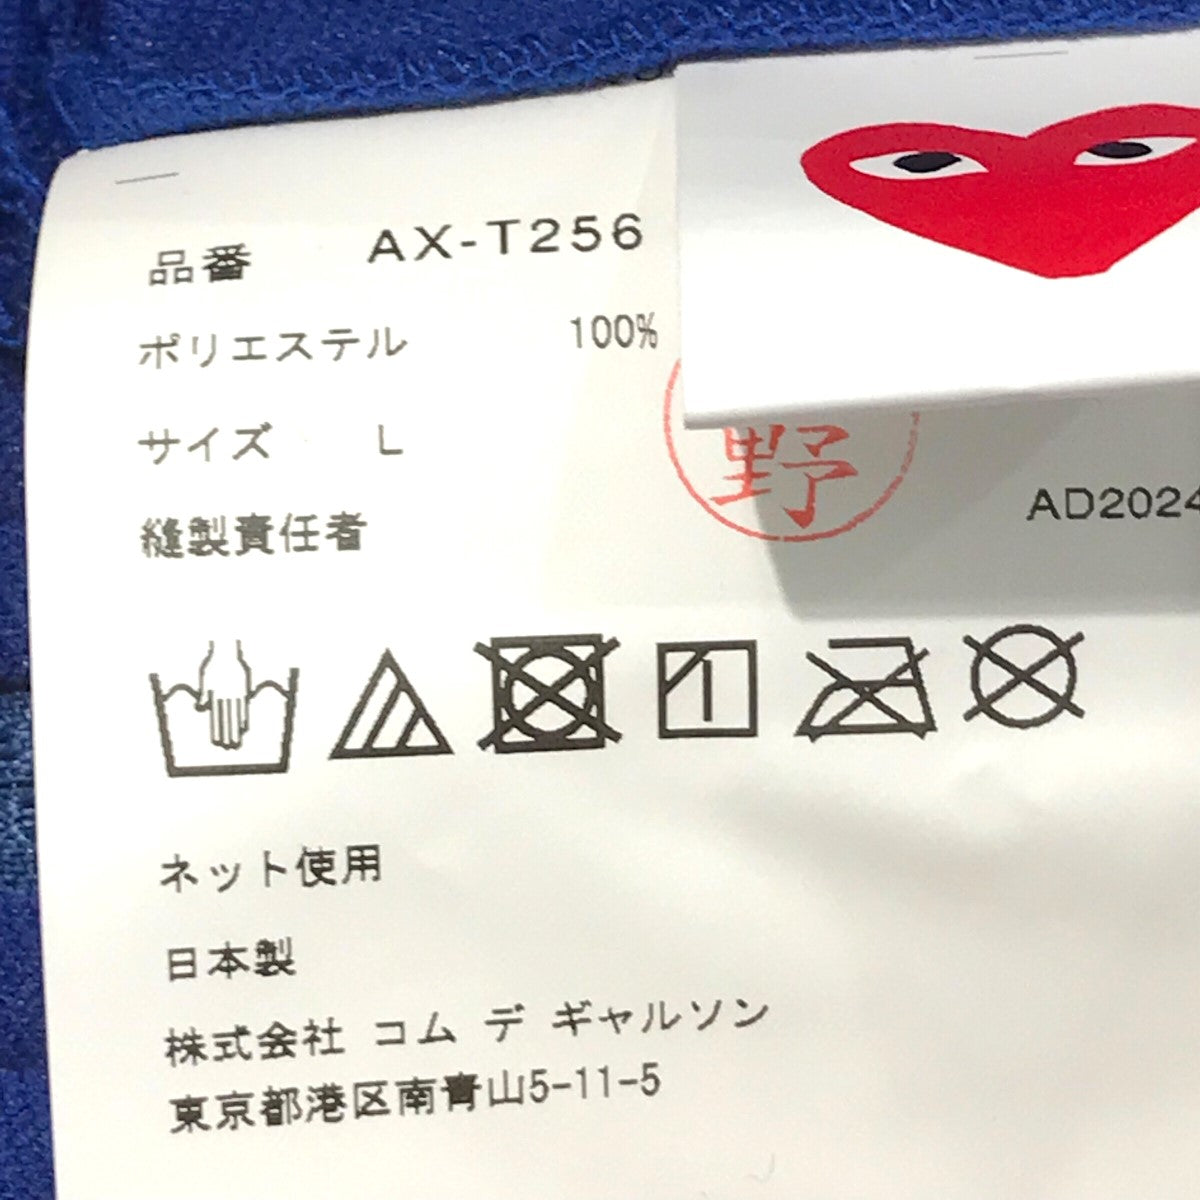 品番 AX-T256
ポリエステル 100%
サイズ L
縫製責任者 野
AD2024
ネット使用
日本製
株式会社 コム デ ギャルソン
東京都港区南青山5-11-5